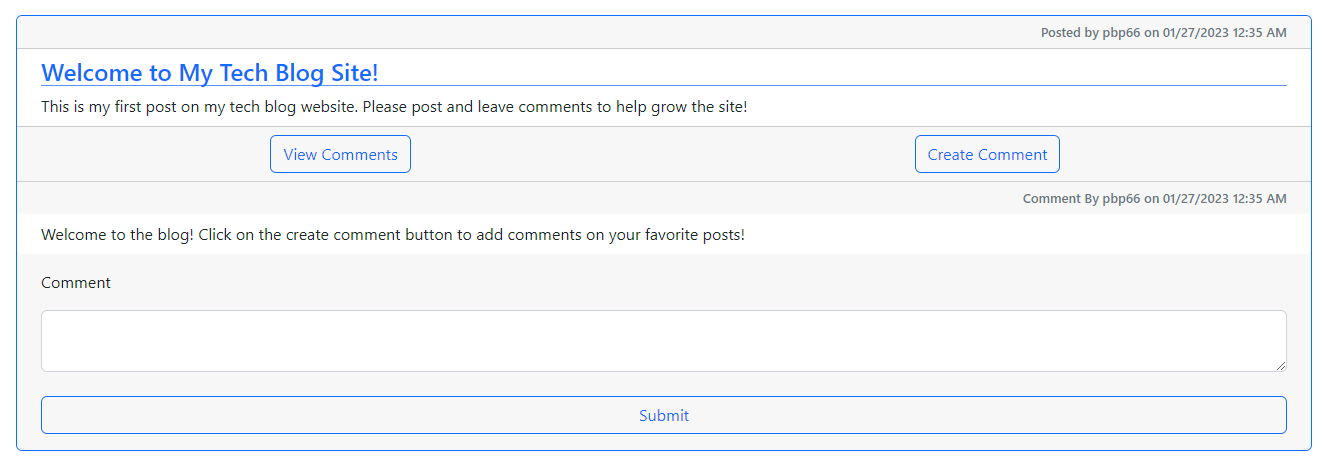 Posted by pbp66 on 01/27/2023 12:35 AM
Welcome to My Tech Blog Site!
This is my first post on my tech blog website. Please post and leave comments to help grow the site!
View Comments Create Comment
Comment By pbp66 on 01/27/2023 12:35 AM
Welcome to the blog! Click on the create comment button to add comments on your favorite posts!
Comment
Submit